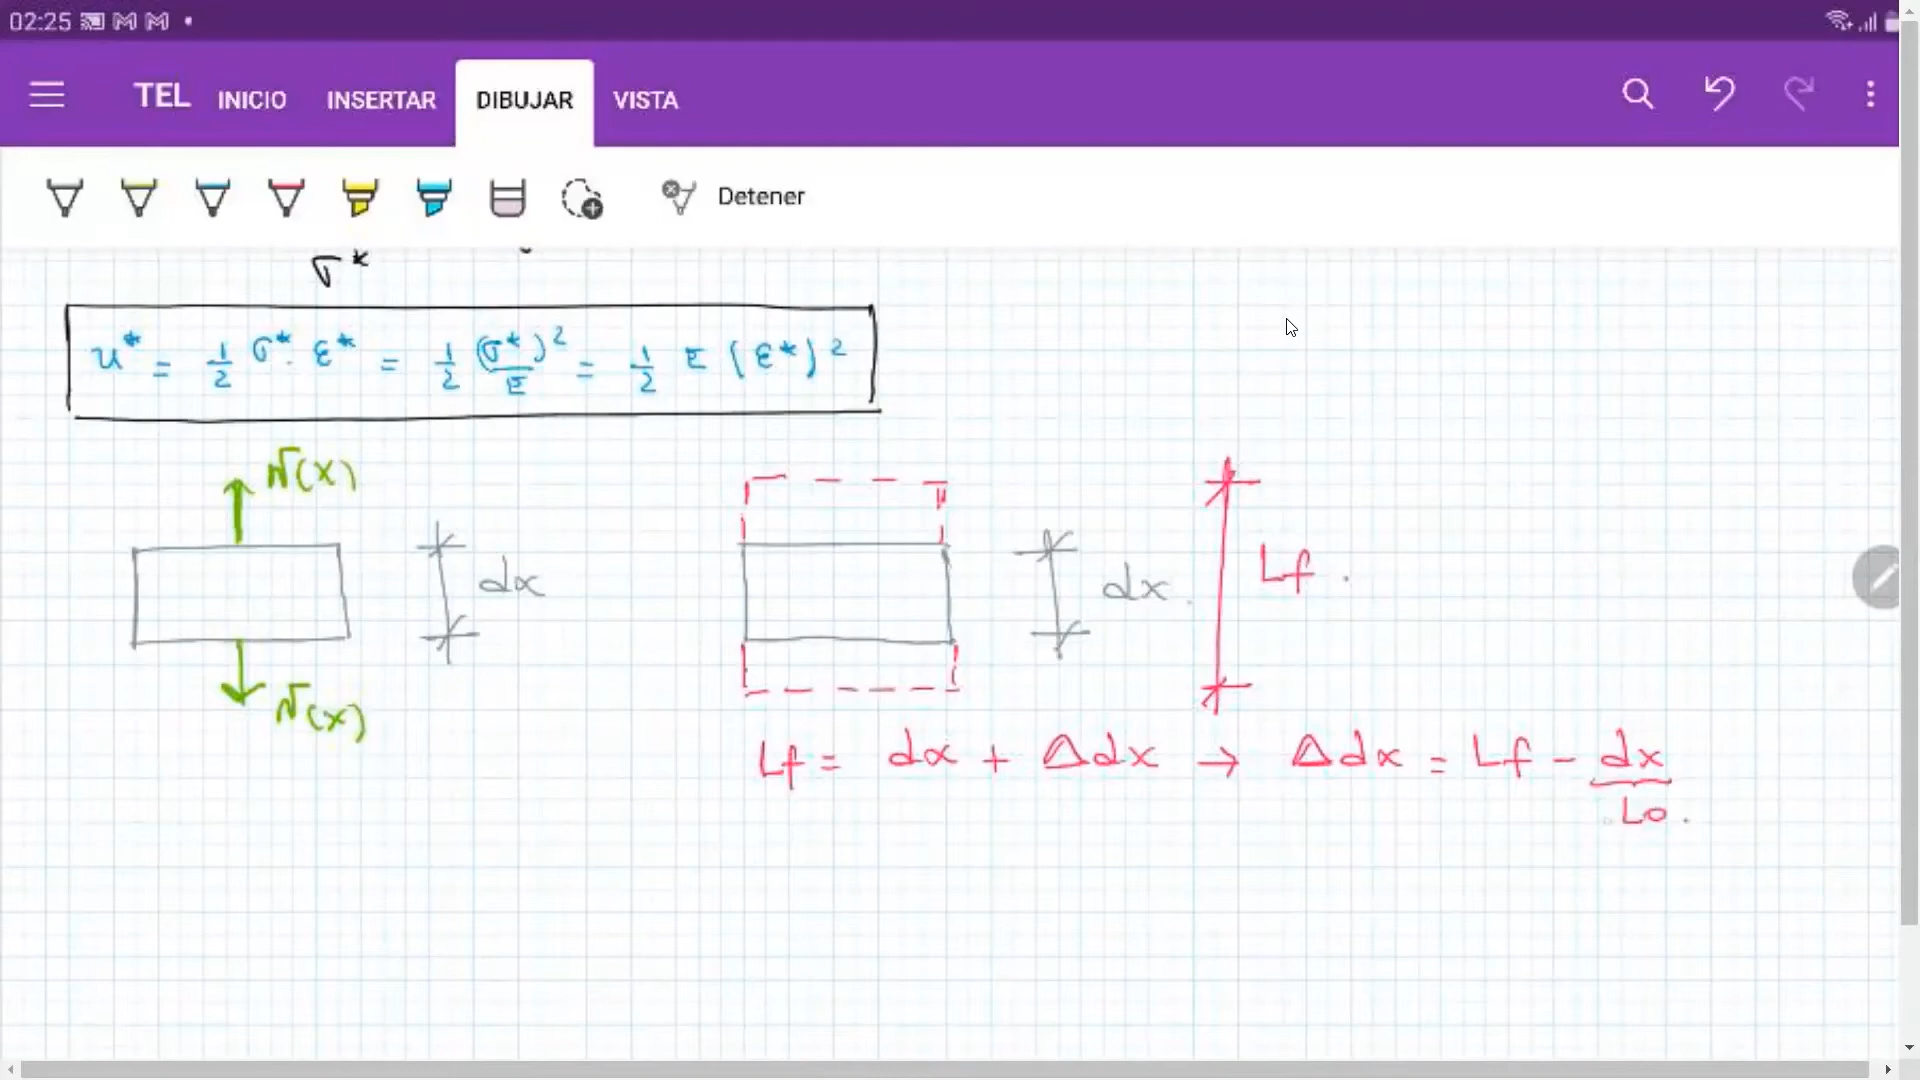 02:25
TEL INICIO INSERTAR DIBUJAR VISTA
Detener
σ*
u* = 1/2 σ* · ε* = 1/2 (σ*)²/E = 1/2 E (ε*)²
N(x)
dx
N(x)
dx.
Lf.
Lf = dx + Δdx → Δdx = Lf - dx
Lo.